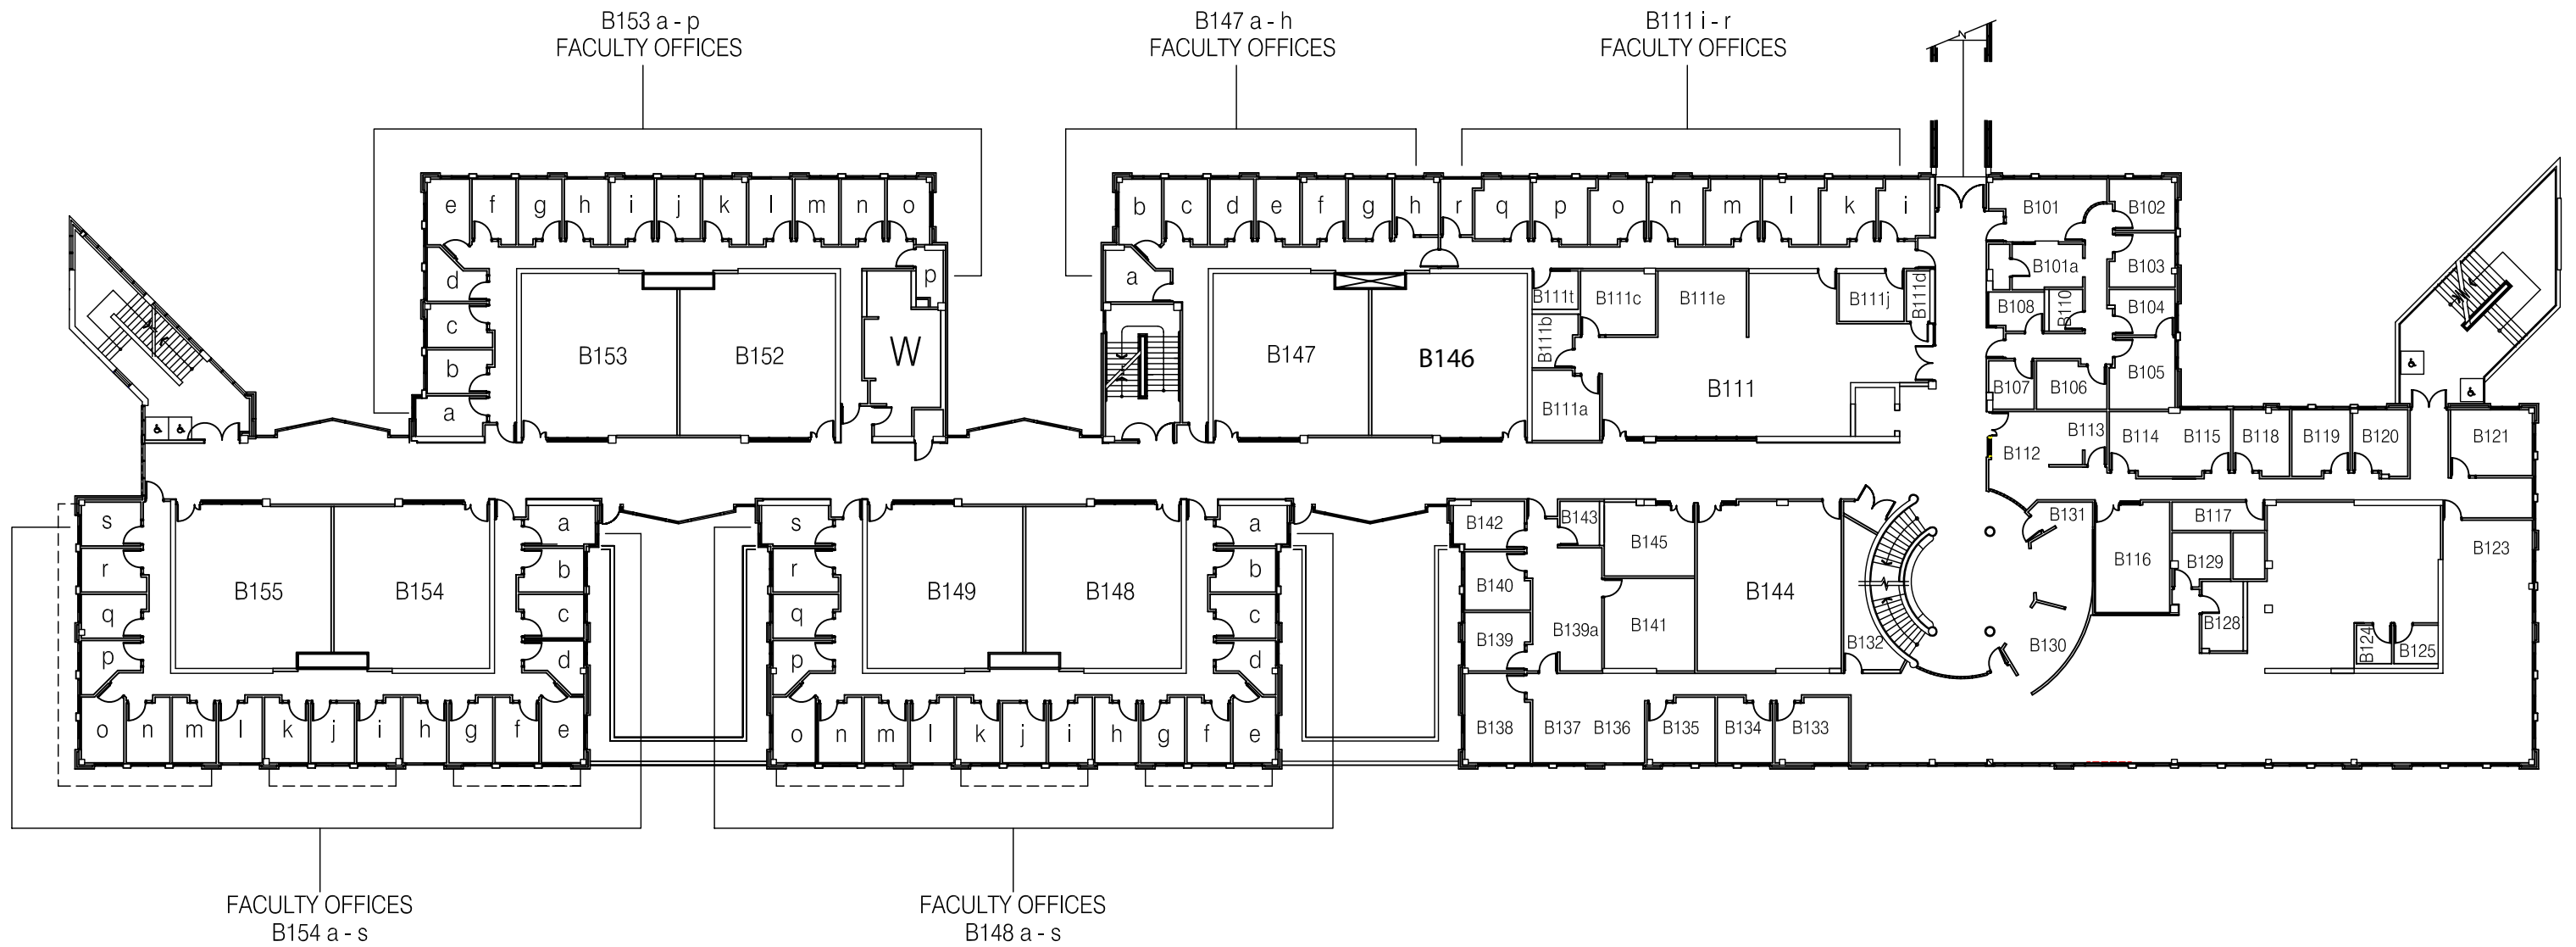 B153 a - p
FACULTY OFFICES
B147 a - h
FACULTY OFFICES
B111 i - r
FACULTY OFFICES
e f g h i j k l m n o
b c d e f g h r q p o n m l k i
B101 B102
d p a
B101a B103
c
B111t B111c B111e B111j B111d
B108 B110 B104
B153 B152 W B147 B146 B111b B111
b
B107 B106 B105
a
B111a
B112 B113 B114 B115 B118 B119 B120 B121
s a s a
B142 B143 B145 B131 B117 B123
r b r b
B155 B154 B149 B148
B140 B144 B116 B129
q c q c
B139 B139a B141 B132 B130 B128 B124 B125
p d p d
o n m l k j i h g f e
o n m l k j i h g f e
B138 B137 B136 B135 B134 B133
FACULTY OFFICES
B154 a - s
FACULTY OFFICES
B148 a - s